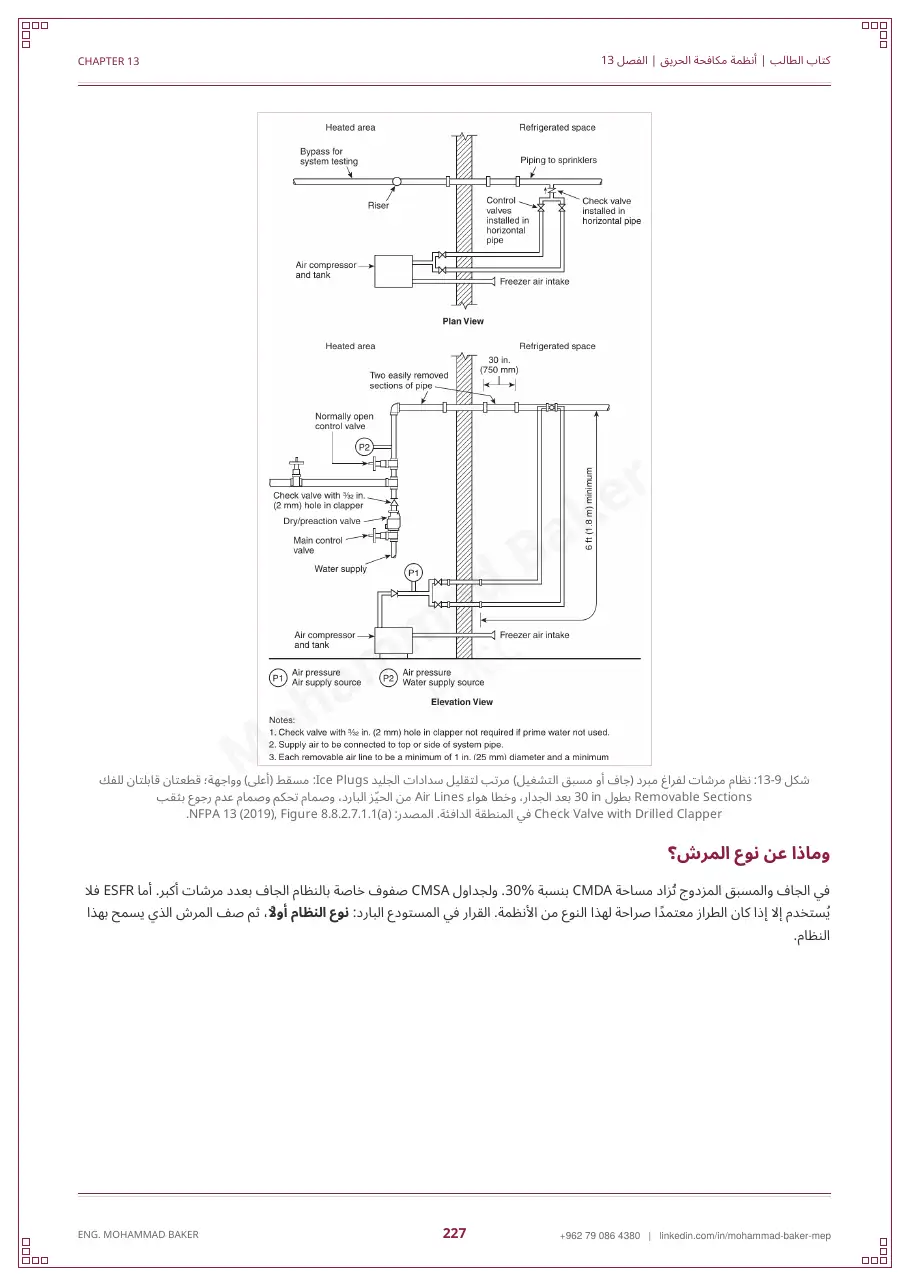 CHAPTER 13
كتاب الطالب | أنظمة مكافحة الحريق | الفصل 13
Heated area
Refrigerated space
Bypass for
system testing
Piping to sprinklers
Riser
Control
valves
installed in
horizontal
pipe
Check valve
installed in
horizontal pipe
Air compressor
and tank
Freezer air intake
Plan View
Heated area
Refrigerated space
30 in.
(750 mm)
Two easily removed
sections of pipe
Normally open
control valve
P2
Check valve with 3⁄32 in.
(2 mm) hole in clapper
Dry/preaction valve
Main control
valve
Water supply
P1
6 ft (1.8 m) minimum
Air compressor
and tank
Freezer air intake
P1 Air pressure
Air supply source
P2 Air pressure
Water supply source
Elevation View
Notes:
1. Check valve with 3⁄32 in. (2 mm) hole in clapper not required if prime water not used.
2. Supply air to be connected to top or side of system pipe.
3. Each removable air line to be a minimum of 1 in. (25 mm) diameter and a minimum
Mohammad Baker
شكل 9-13: نظام مرشات لفراغ مبرد (جاف أو مسبق التشغيل) مرتب لتقليل سدادات الجليد Ice Plugs: مسقط (أعلى) وواجهة؛ قطعتان قابلتان للفك
Removable Sections بطول 30 in بعد الجدار، وخطا هواء Air Lines من الحيّز البارد، وصمام تحكم وصمام عدم رجوع بثقب
Check Valve with Drilled Clapper في المنطقة الدافئة. المصدر: NFPA 13 (2019), Figure 8.8.2.7.1.1(a).
وماذا عن نوع المرش؟
في الجاف والمسبق المزدوج تُزاد مساحة CMDA بنسبة 30%. ولجداول CMSA صفوف خاصة بالنظام الجاف بعدد مرشات أكبر. أما ESFR فلا
يُستخدم إلا إذا كان الطراز معتمدًا صراحة لهذا النوع من الأنظمة. القرار في المستودع البارد: نوع النظام أولًا، ثم صف المرش الذي يسمح بهذا
النظام.
ENG. MOHAMMAD BAKER
227
+962 79 086 4380 | linkedin.com/in/mohammad-baker-mep